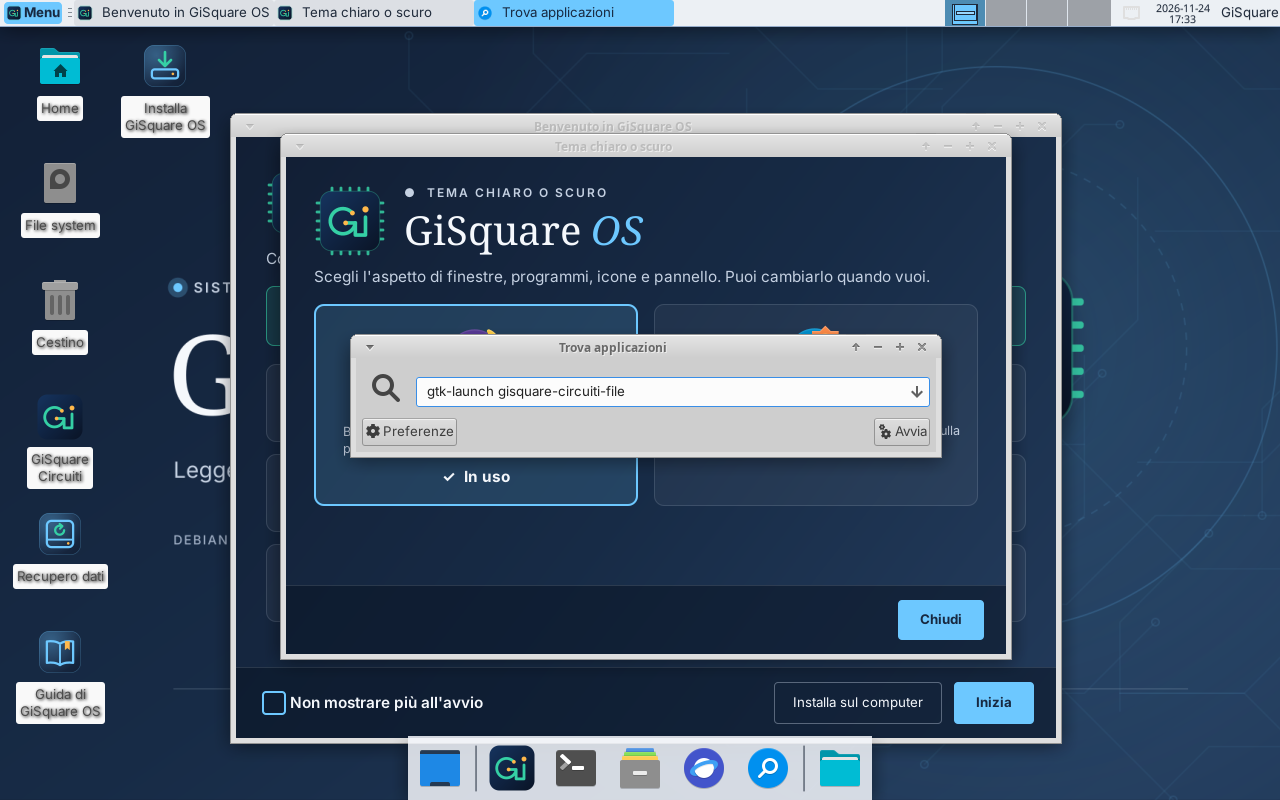 Menu
Benvenuto in GiSquare OS
Tema chiaro o scuro
Trova applicazioni
2026-11-24
17:33
GiSquare
Home
Installa
GiSquare OS
File system
Cestino
GiSquare
Circuiti
Recupero dati
Guida di
GiSquare OS
SIST
G
Legge
DEBIAN
Benvenuto in GiSquare OS
Tema chiaro o scuro
TEMA CHIARO O SCURO
GiSquare OS
Scegli l'aspetto di finestre, programmi, icone e pannello. Puoi cambiarlo quando vuoi.
Trova applicazioni
gtk-launch gisquare-circuiti-file
Preferenze
Avvia
In uso
Chiudi
Non mostrare più all'avvio
Installa sul computer
Inizia